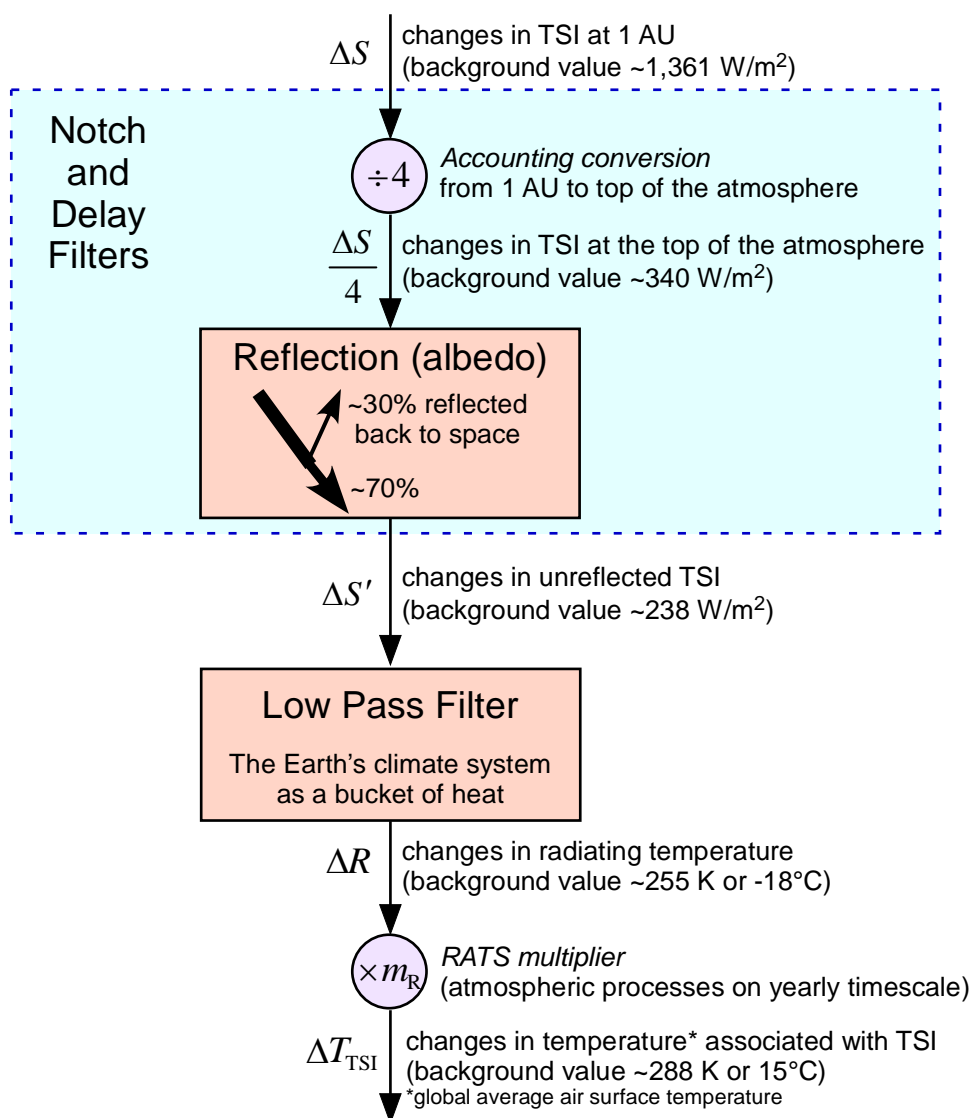 ΔS
changes in TSI at 1 AU
(background value ~1,361 W/m²)
Notch
and
Delay
Filters
÷4
Accounting conversion
from 1 AU to top of the atmosphere
ΔS/4
changes in TSI at the top of the atmosphere
(background value ~340 W/m²)
Reflection (albedo)
~30% reflected
back to space
~70%
ΔS′
changes in unreflected TSI
(background value ~238 W/m²)
Low Pass Filter
The Earth's climate system
as a bucket of heat
ΔR
changes in radiating temperature
(background value ~255 K or -18°C)
×m_R
RATS multiplier
(atmospheric processes on yearly timescale)
ΔT_TSI
changes in temperature* associated with TSI
(background value ~288 K or 15°C)
*global average air surface temperature